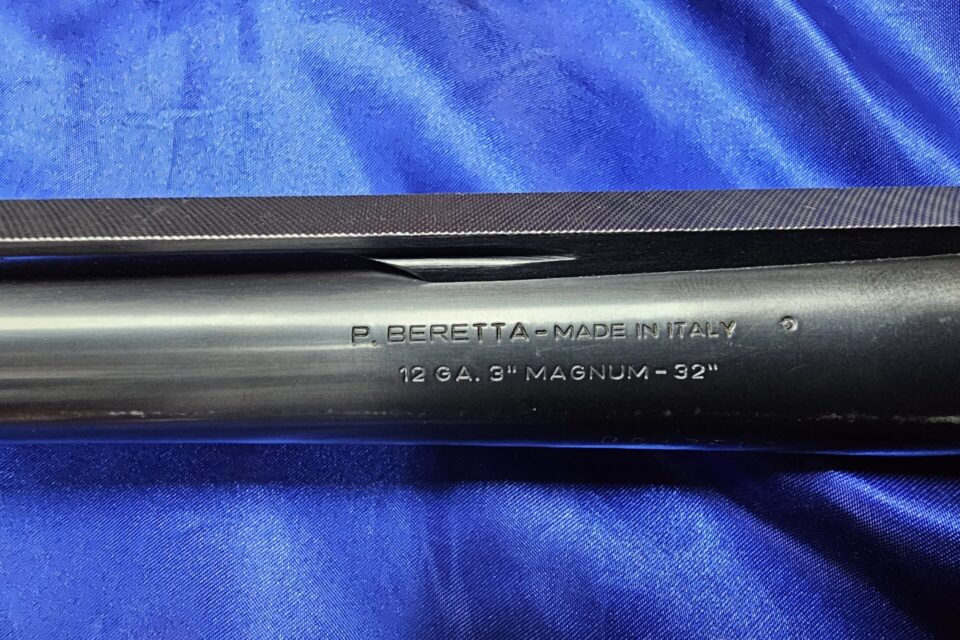 P. BERETTA - MADE IN ITALY
12 GA. 3" MAGNUM - 32"